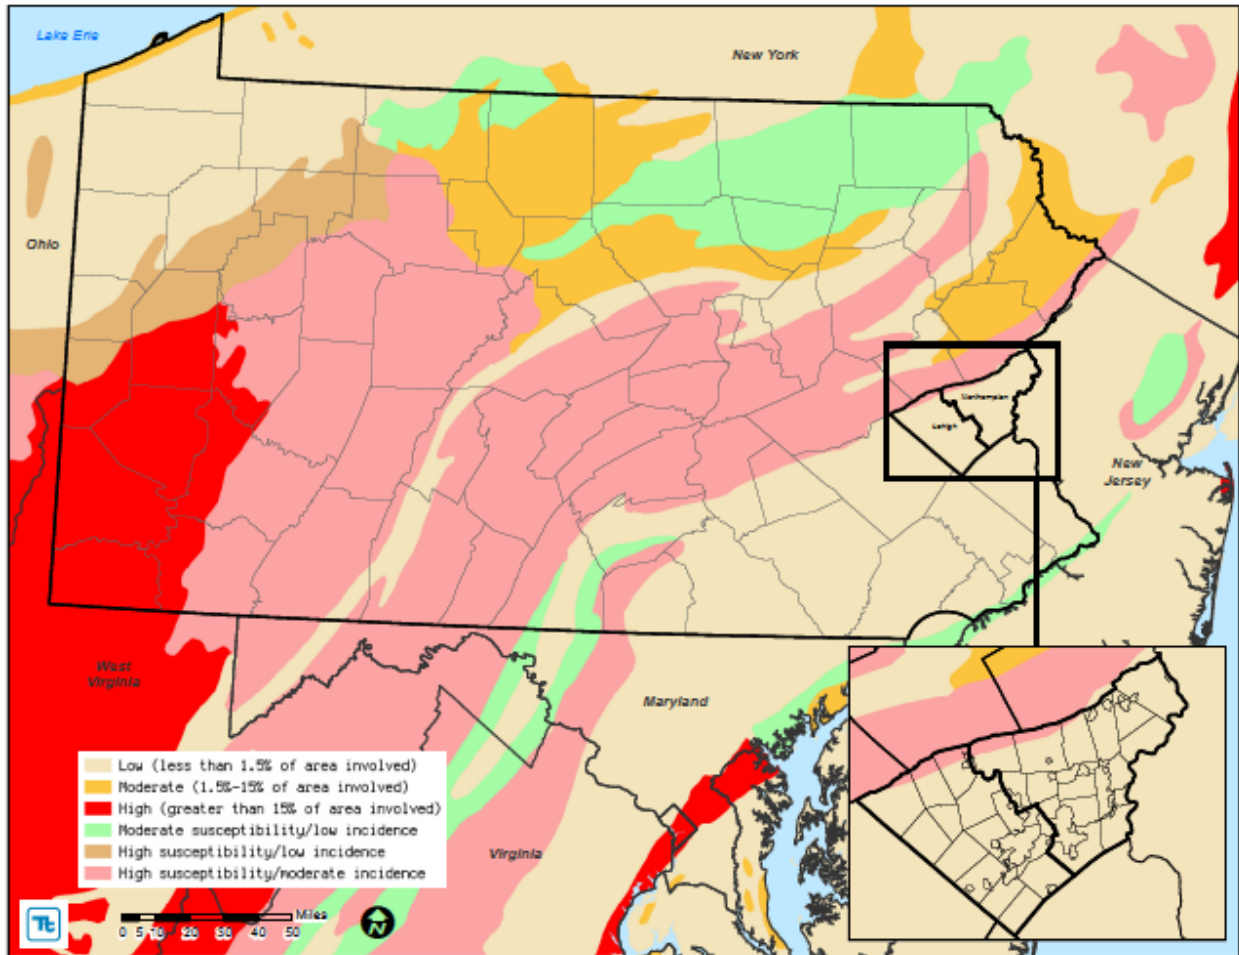 Lake Erie
New York
Ohio
Northampton
Lehigh
New
Jersey
West
Virginia
Maryland
Virginia
Low (less than 1.5% of area involved)
Moderate (1.5%-15% of area involved)
High (greater than 15% of area involved)
Moderate susceptibility/low incidence
High susceptibility/low incidence
High susceptibility/moderate incidence
Tt
Miles
0 5 10 20 30 40 50
N